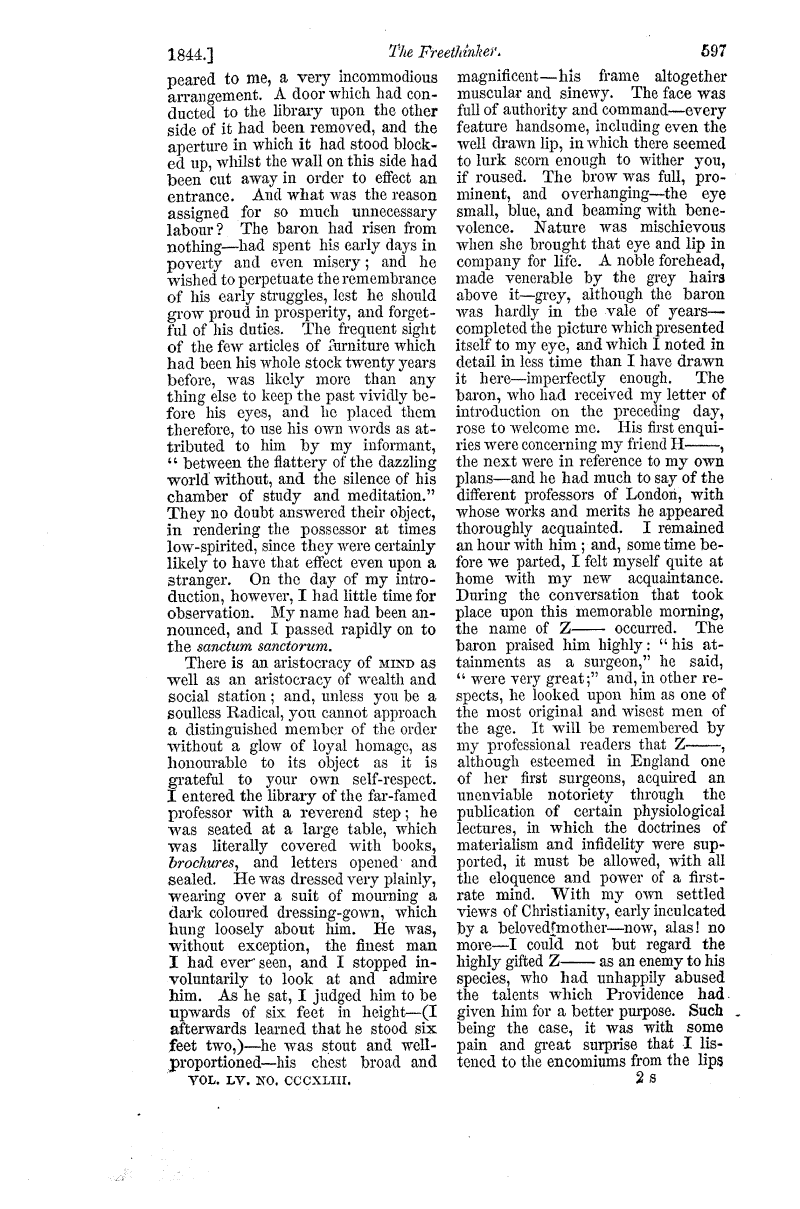 1844.] The Freethinker. 597
peared to me, a very incommodious
arrangement. A door which had con-
ducted to the library upon the other
side of it had been removed, and the
aperture in which it had stood block-
ed up, whilst the wall on this side had
been cut away in order to effect an
entrance. And what was the reason
assigned for so much unnecessary
labour? The baron had risen from
nothing—had spent his early days in
poverty and even misery; and he
wished to perpetuate the remembrance
of his early struggles, lest he should
grow proud in prosperity, and forget-
ful of his duties. The frequent sight
of the few articles of furniture which
had been his whole stock twenty years
before, was likely more than any
thing else to keep the past vividly be-
fore his eyes, and he placed them
therefore, to use his own words as at-
tributed to him by my informant,
“ between the flattery of the dazzling
world without, and the silence of his
chamber of study and meditation.”
They no doubt answered their object,
in rendering the possessor at times
low-spirited, since they were certainly
likely to have that effect even upon a
stranger. On the day of my intro-
duction, however, I had little time for
observation. My name had been an-
nounced, and I passed rapidly on to
the sanctum sanctorum.
There is an aristocracy of MIND as
well as an aristocracy of wealth and
social station; and, unless you be a
soulless Radical, you cannot approach
a distinguished member of the order
without a glow of loyal homage, as
honourable to its object as it is
grateful to your own self-respect.
I entered the library of the far-famed
professor with a reverend step; he
was seated at a large table, which
was literally covered with books,
brochures, and letters opened and
sealed. He was dressed very plainly,
wearing over a suit of mourning a
dark coloured dressing-gown, which
hung loosely about him. He was,
without exception, the finest man
I had ever seen, and I stopped in-
voluntarily to look at and admire
him. As he sat, I judged him to be
upwards of six feet in height—(I
afterwards learned that he stood six
feet two,)—he was stout and well-
proportioned—his chest broad and
VOL. LV. NO. CCCXLIII.
magnificent—his frame altogether
muscular and sinewy. The face was
full of authority and command—every
feature handsome, including even the
well drawn lip, in which there seemed
to lurk scorn enough to wither you,
if roused. The brow was full, pro-
minent, and overhanging—the eye
small, blue, and beaming with bene-
volence. Nature was mischievous
when she brought that eye and lip in
company for life. A noble forehead,
made venerable by the grey hairs
above it—grey, although the baron
was hardly in the vale of years—
completed the picture which presented
itself to my eye, and which I noted in
detail in less time than I have drawn
it here—imperfectly enough. The
baron, who had received my letter of
introduction on the preceding day,
rose to welcome me. His first enqui-
ries were concerning my friend H——,
the next were in reference to my own
plans—and he had much to say of the
different professors of London, with
whose works and merits he appeared
thoroughly acquainted. I remained
an hour with him; and, some time be-
fore we parted, I felt myself quite at
home with my new acquaintance.
During the conversation that took
place upon this memorable morning,
the name of Z—— occurred. The
baron praised him highly: “ his at-
tainments as a surgeon,” he said,
“ were very great;” and, in other re-
spects, he looked upon him as one of
the most original and wisest men of
the age. It will be remembered by
my professional readers that Z——,
although esteemed in England one
of her first surgeons, acquired an
unenviable notoriety through the
publication of certain physiological
lectures, in which the doctrines of
materialism and infidelity were sup-
ported, it must be allowed, with all
the eloquence and power of a first-
rate mind. With my own settled
views of Christianity, early inculcated
by a beloved mother—now, alas! no
more—I could not but regard the
highly gifted Z—— as an enemy to his
species, who had unhappily abused
the talents which Providence had
given him for a better purpose. Such
being the case, it was with some
pain and great surprise that I lis-
tened to the encomiums from the lips
2 S